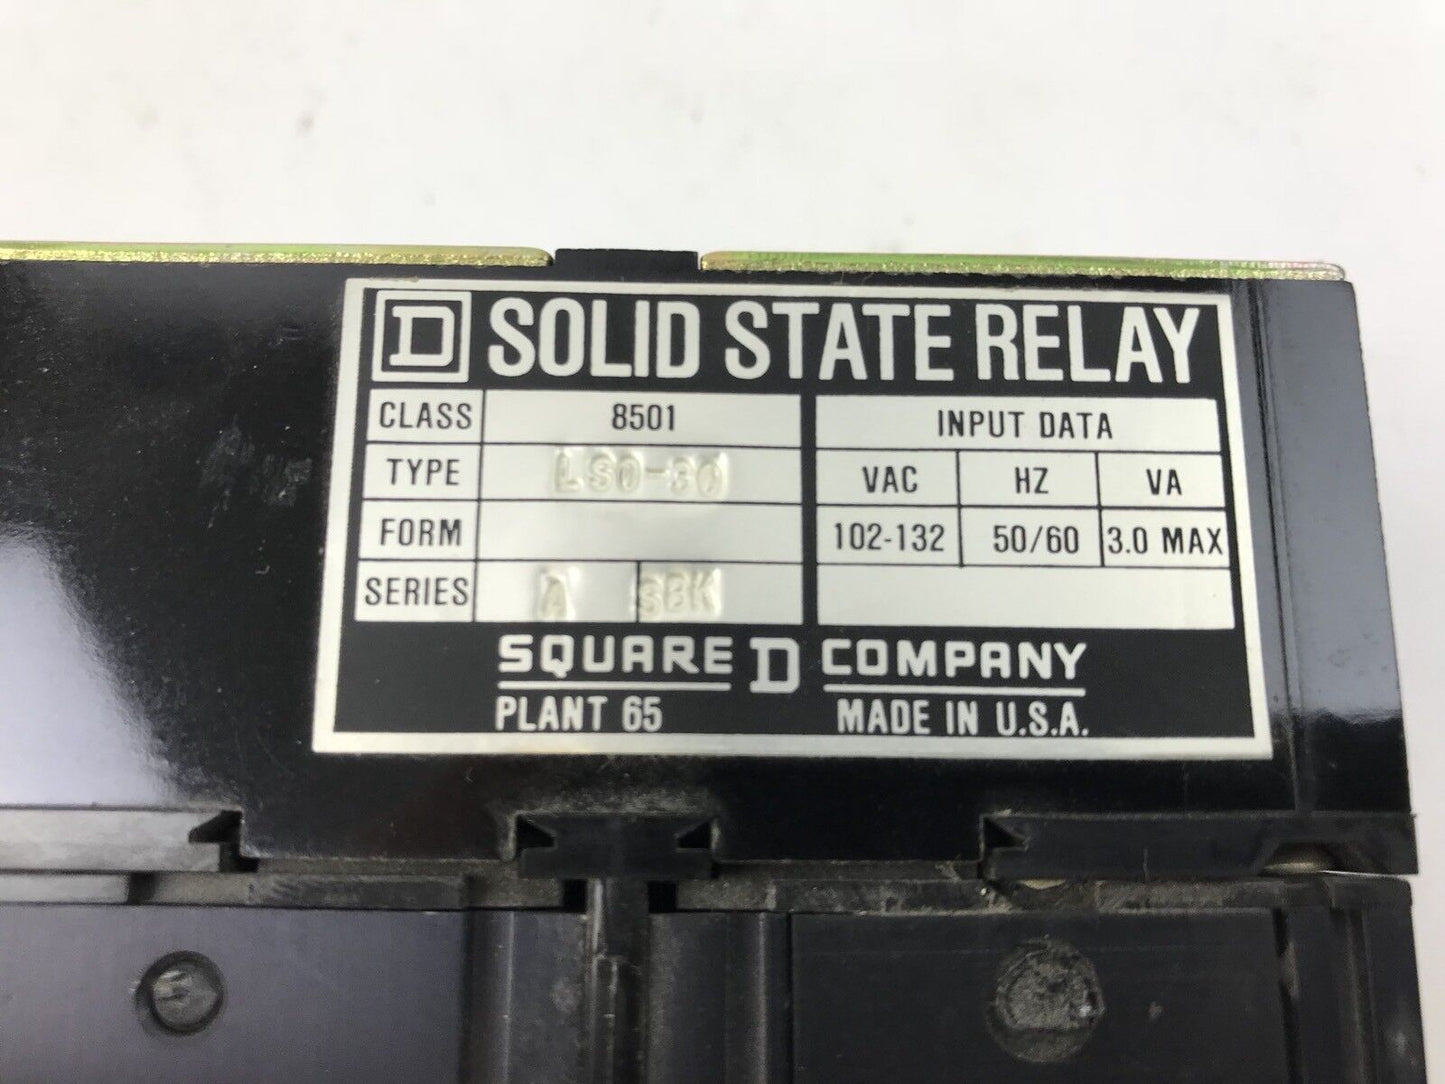 D SOLID STATE RELAY
CLASS 8501 INPUT DATA
TYPE LSO-30 VAC HZ VA
FORM 102-132 50/60 3.0 MAX
SERIES A SBK
SQUARE D COMPANY
PLANT 65 MADE IN U.S.A.